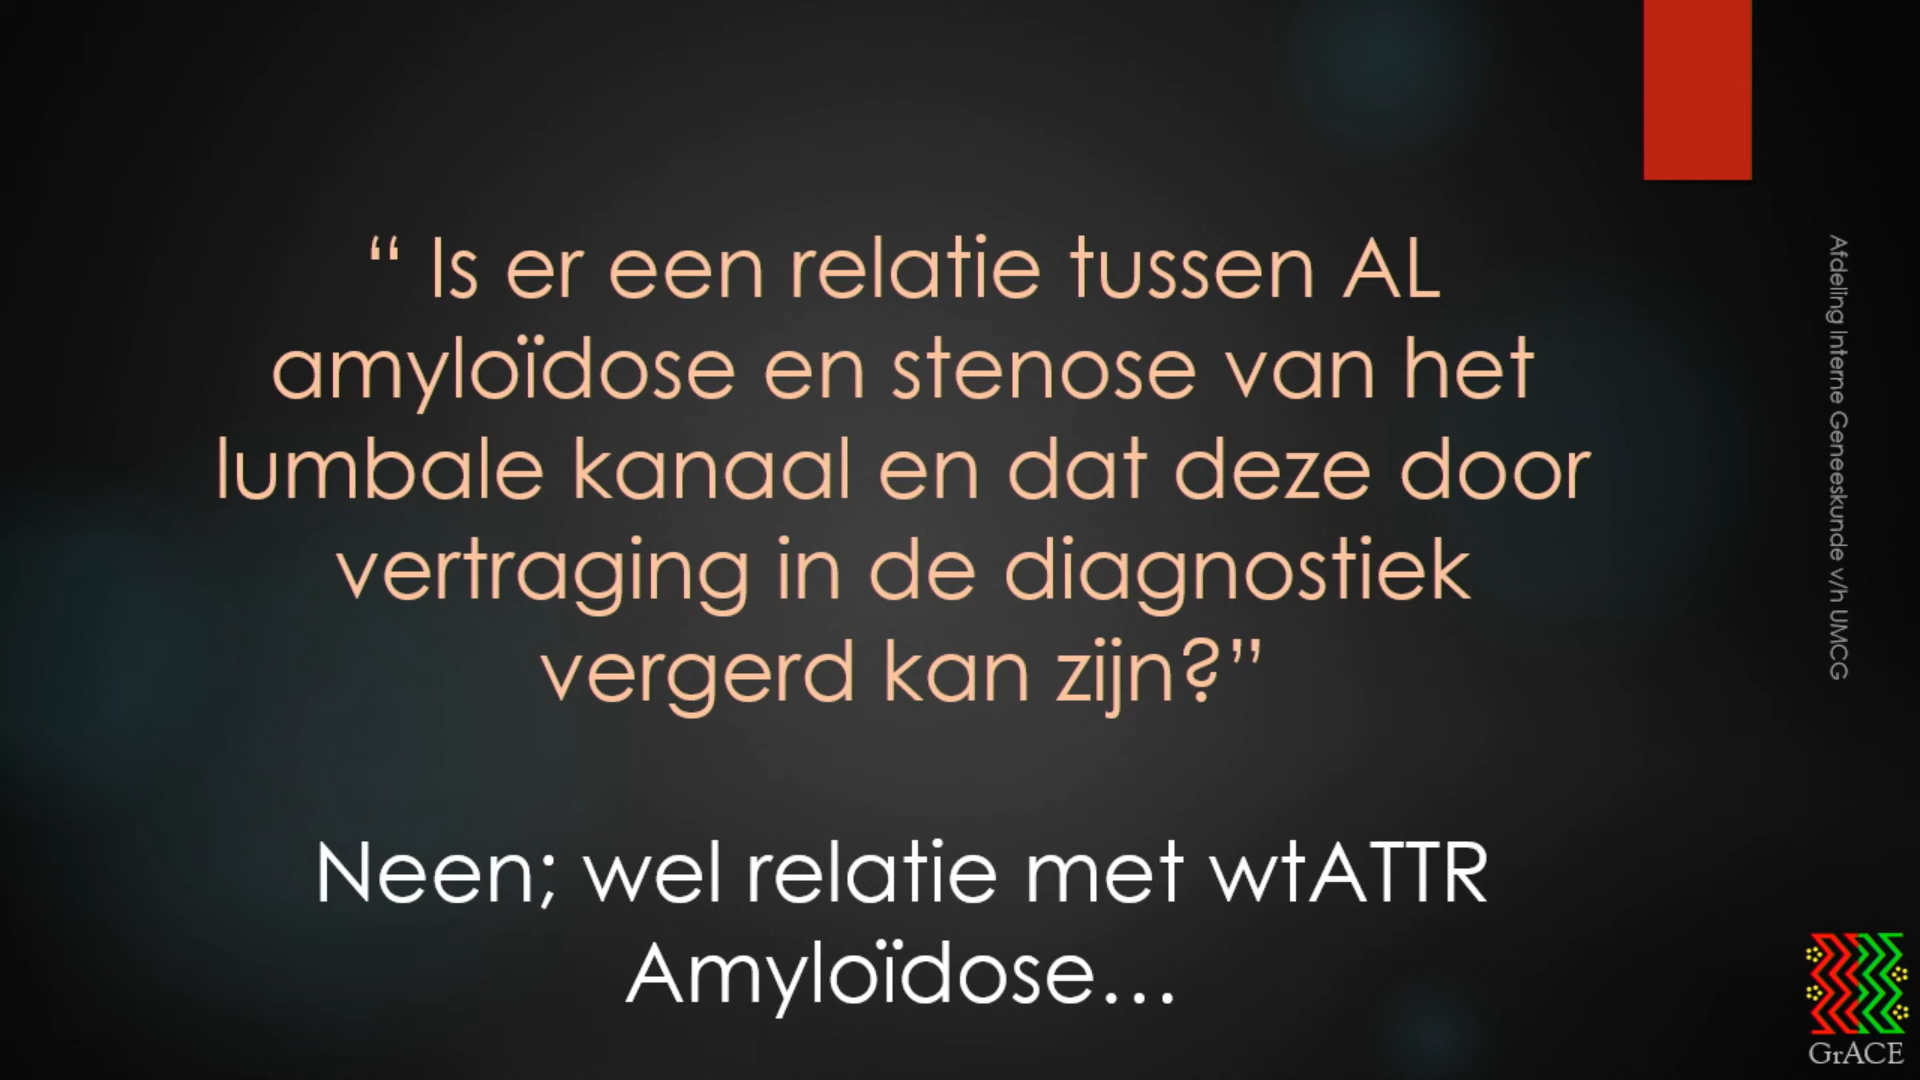 “ Is er een relatie tussen AL
amyloïdose en stenose van het
lumbale kanaal en dat deze door
vertraging in de diagnostiek
vergerd kan zijn?”
Neen; wel relatie met wtATTR
Amyloïdose…
Afdeling Interne Geneeskunde v/h UMCG
GrACE